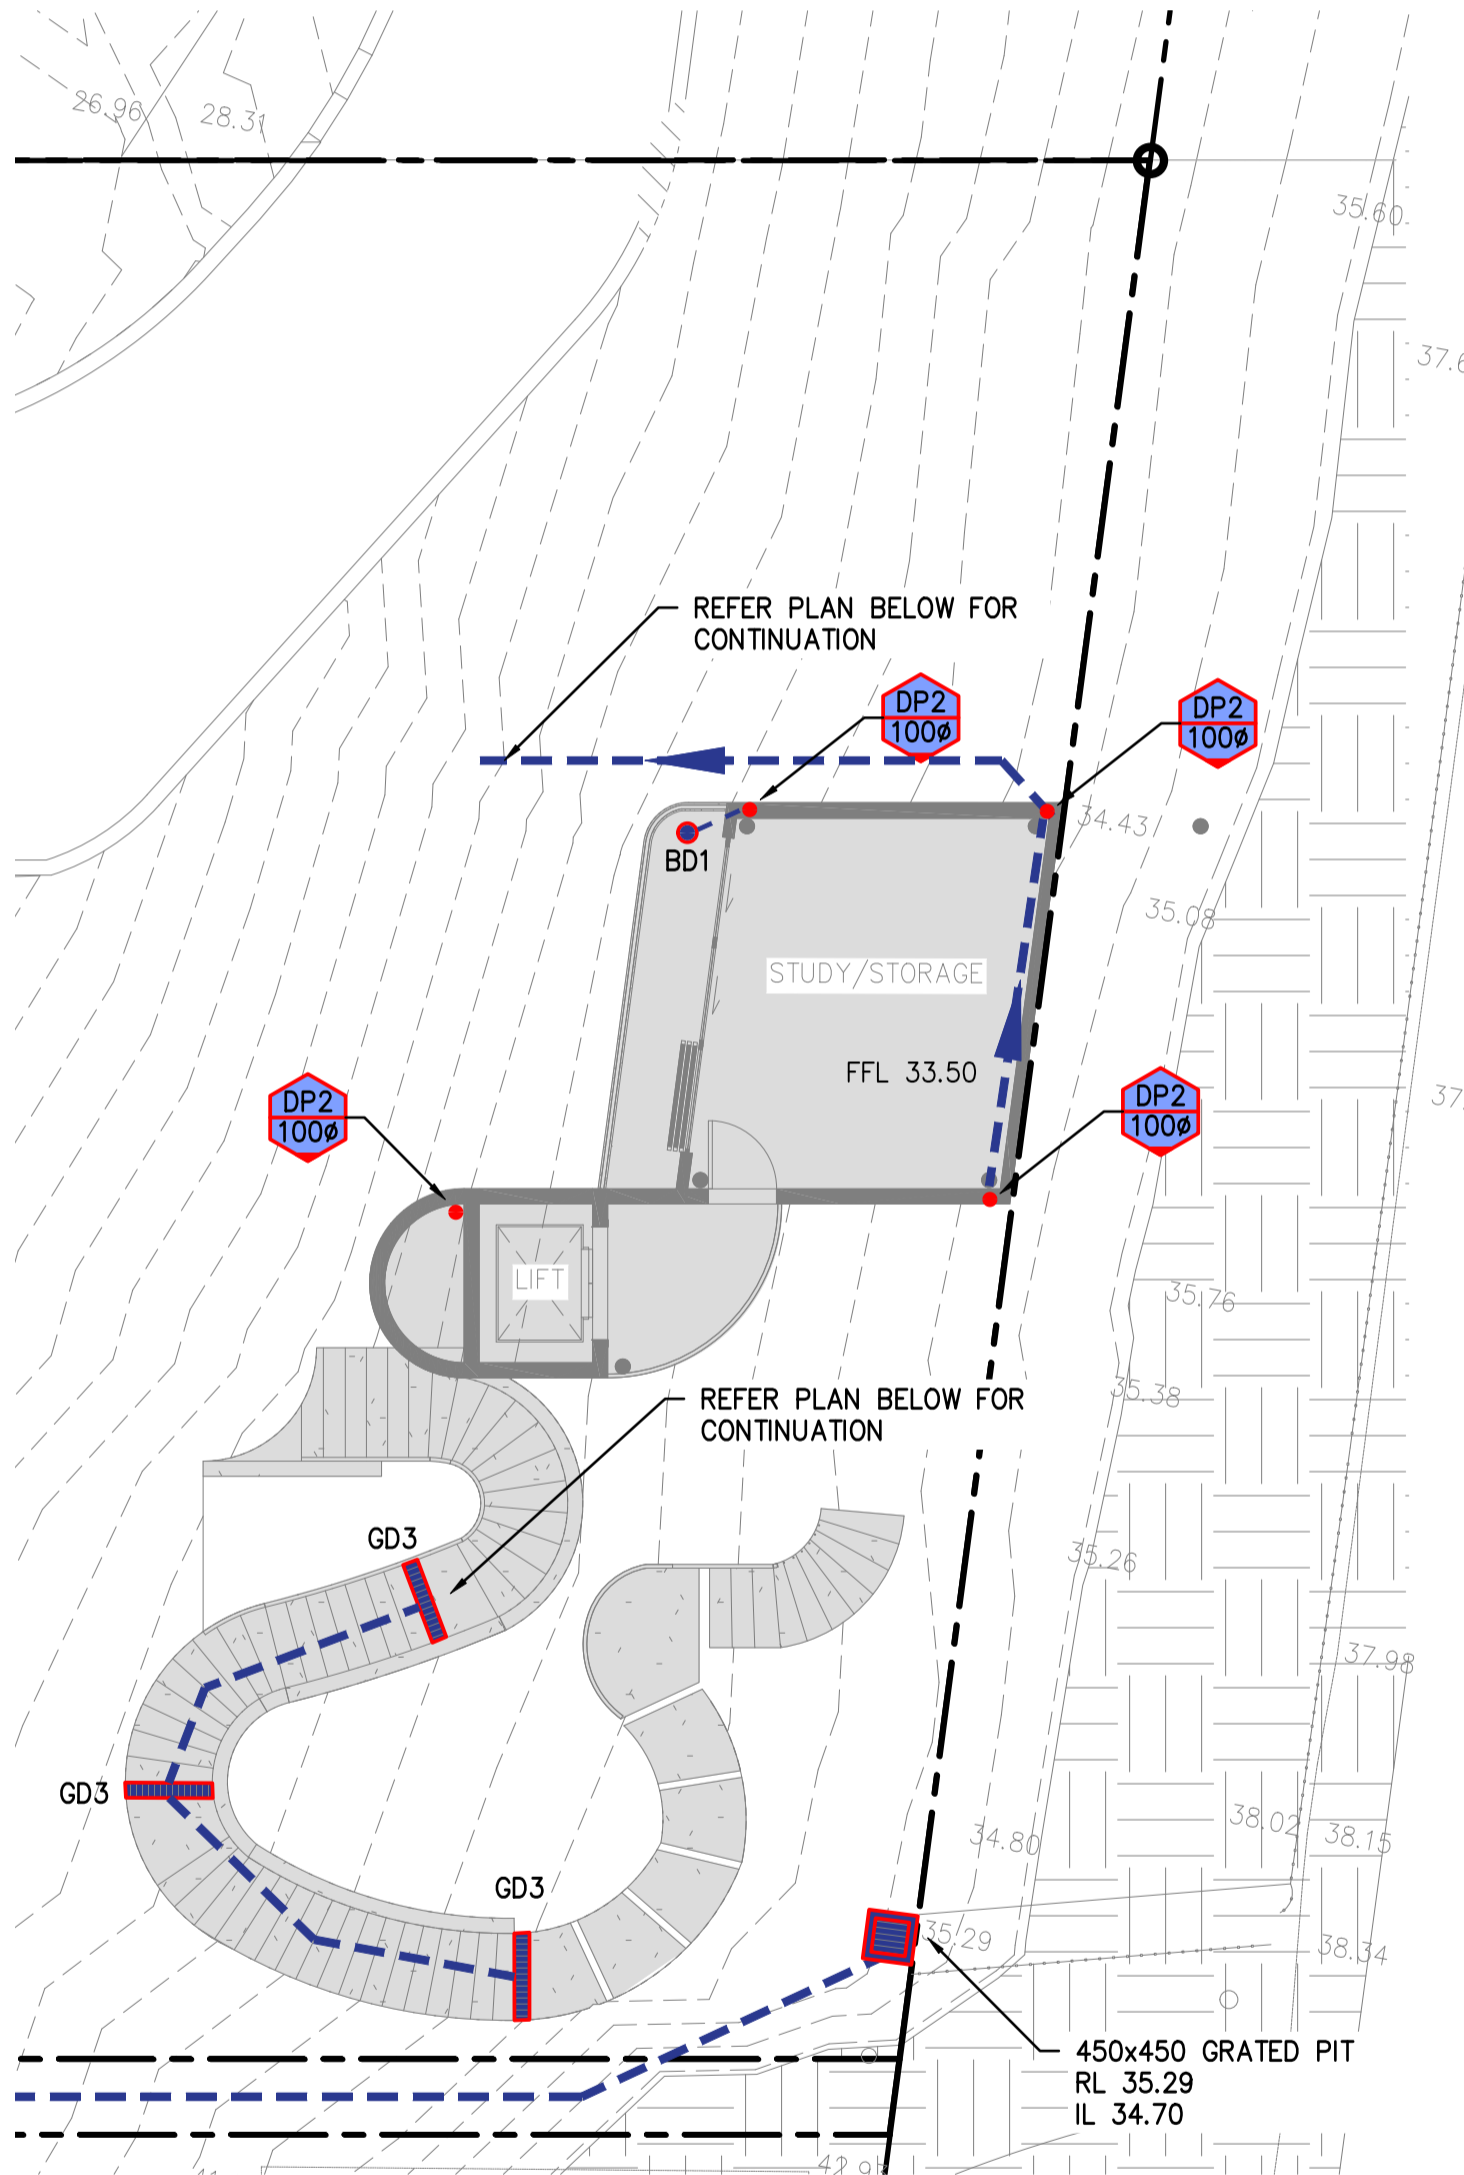 26.96
28.31
35.60
REFER PLAN BELOW FOR
CONTINUATION
DP2
100ø
DP2
100ø
34.43
BD1
35.08
STUDY/STORAGE
FFL 33.50
DP2
100ø
DP2
100ø
LIFT
35.76
35.38
REFER PLAN BELOW FOR
CONTINUATION
GD3
35.26
37.98
GD3
38.02
38.15
34.80
GD3
35.29
38.34
450x450 GRATED PIT
RL 35.29
IL 34.70